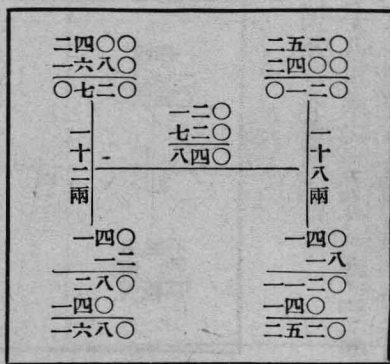 二四〇〇
一六八〇
〇七二〇
二五二〇
二四〇〇
〇一二〇
一二〇
七二〇
八四〇
一十二兩
一十八兩
一四〇
一二
二八〇
一四〇
一六八〇
一四〇
一八
一一二〇
一四〇
二五二〇